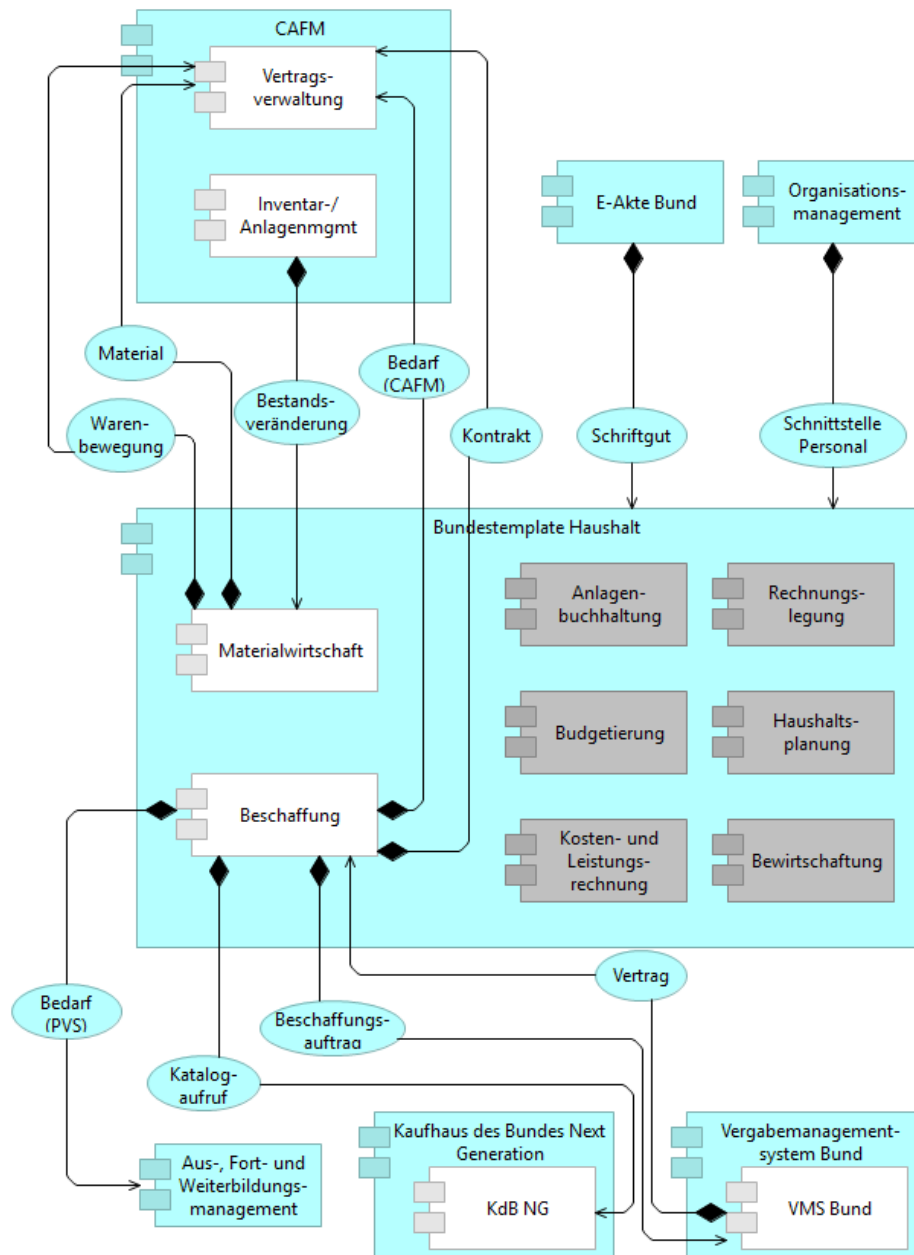 CAFM
Vertrags-
verwaltung
Inventar-/
Anlagenmgmt
E-Akte Bund
Organisations-
management
Material
Bedarf
(CAFM)
Waren-
bewegung
Bestands-
veränderung
Kontrakt
Schriftgut
Schnittstelle
Personal
Bundestemplate Haushalt
Anlagen-
buchhaltung
Rechnungs-
legung
Materialwirtschaft
Budgetierung
Haushalts-
planung
Beschaffung
Kosten- und
Leistungs-
rechnung
Bewirtschaftung
Vertrag
Bedarf
(PVS)
Beschaffungs-
auftrag
Katalog-
aufruf
Aus-, Fort- und
Weiterbildungs-
management
Kaufhaus des Bundes Next
Generation
KdB NG
Vergabemanagement-
system Bund
VMS Bund